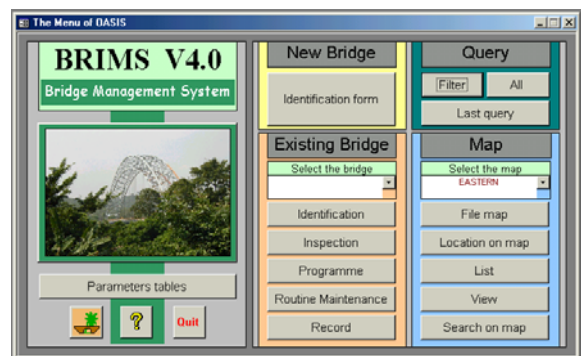 The Menu of OASIS
BRIMS V4.0
Bridge Management System
Parameters tables
?
Quit
New Bridge
Identification form
Query
Filter
All
Last query
Existing Bridge
Select the bridge
Identification
Inspection
Programme
Routine Maintenance
Record
Map
Select the map
EASTERN
File map
Location on map
List
View
Search on map